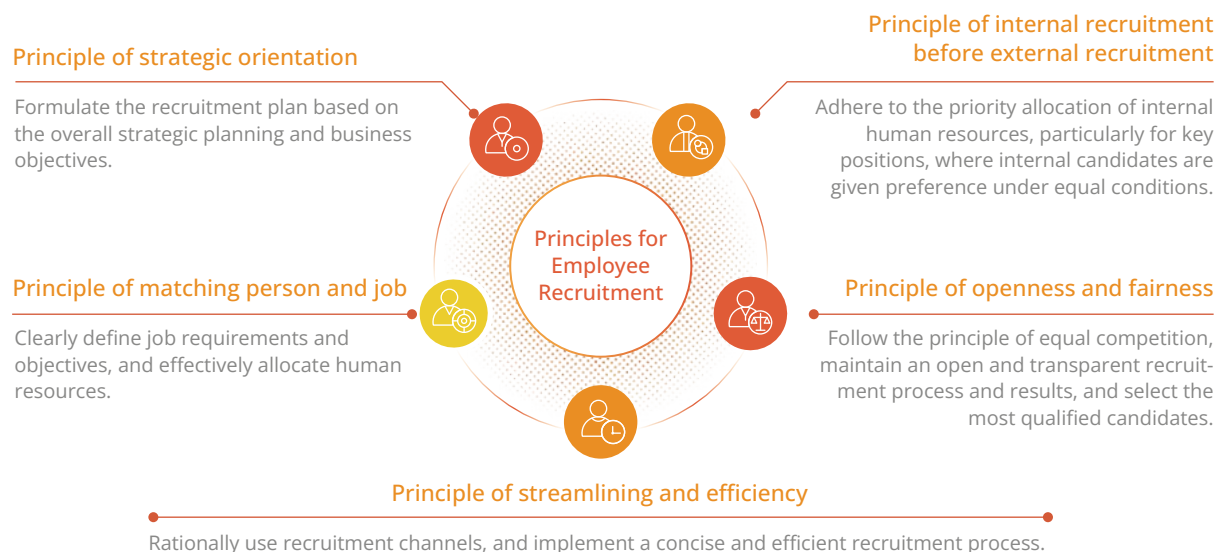 Principle of strategic orientation
Formulate the recruitment plan based on
the overall strategic planning and business
objectives.
Principle of internal recruitment
before external recruitment
Adhere to the priority allocation of internal
human resources, particularly for key
positions, where internal candidates are
given preference under equal conditions.
Principles for
Employee
Recruitment
Principle of matching person and job
Clearly define job requirements and
objectives, and effectively allocate human
resources.
Principle of openness and fairness
Follow the principle of equal competition,
maintain an open and transparent recruit-
ment process and results, and select the
most qualified candidates.
Principle of streamlining and efficiency
Rationally use recruitment channels, and implement a concise and efficient recruitment process.